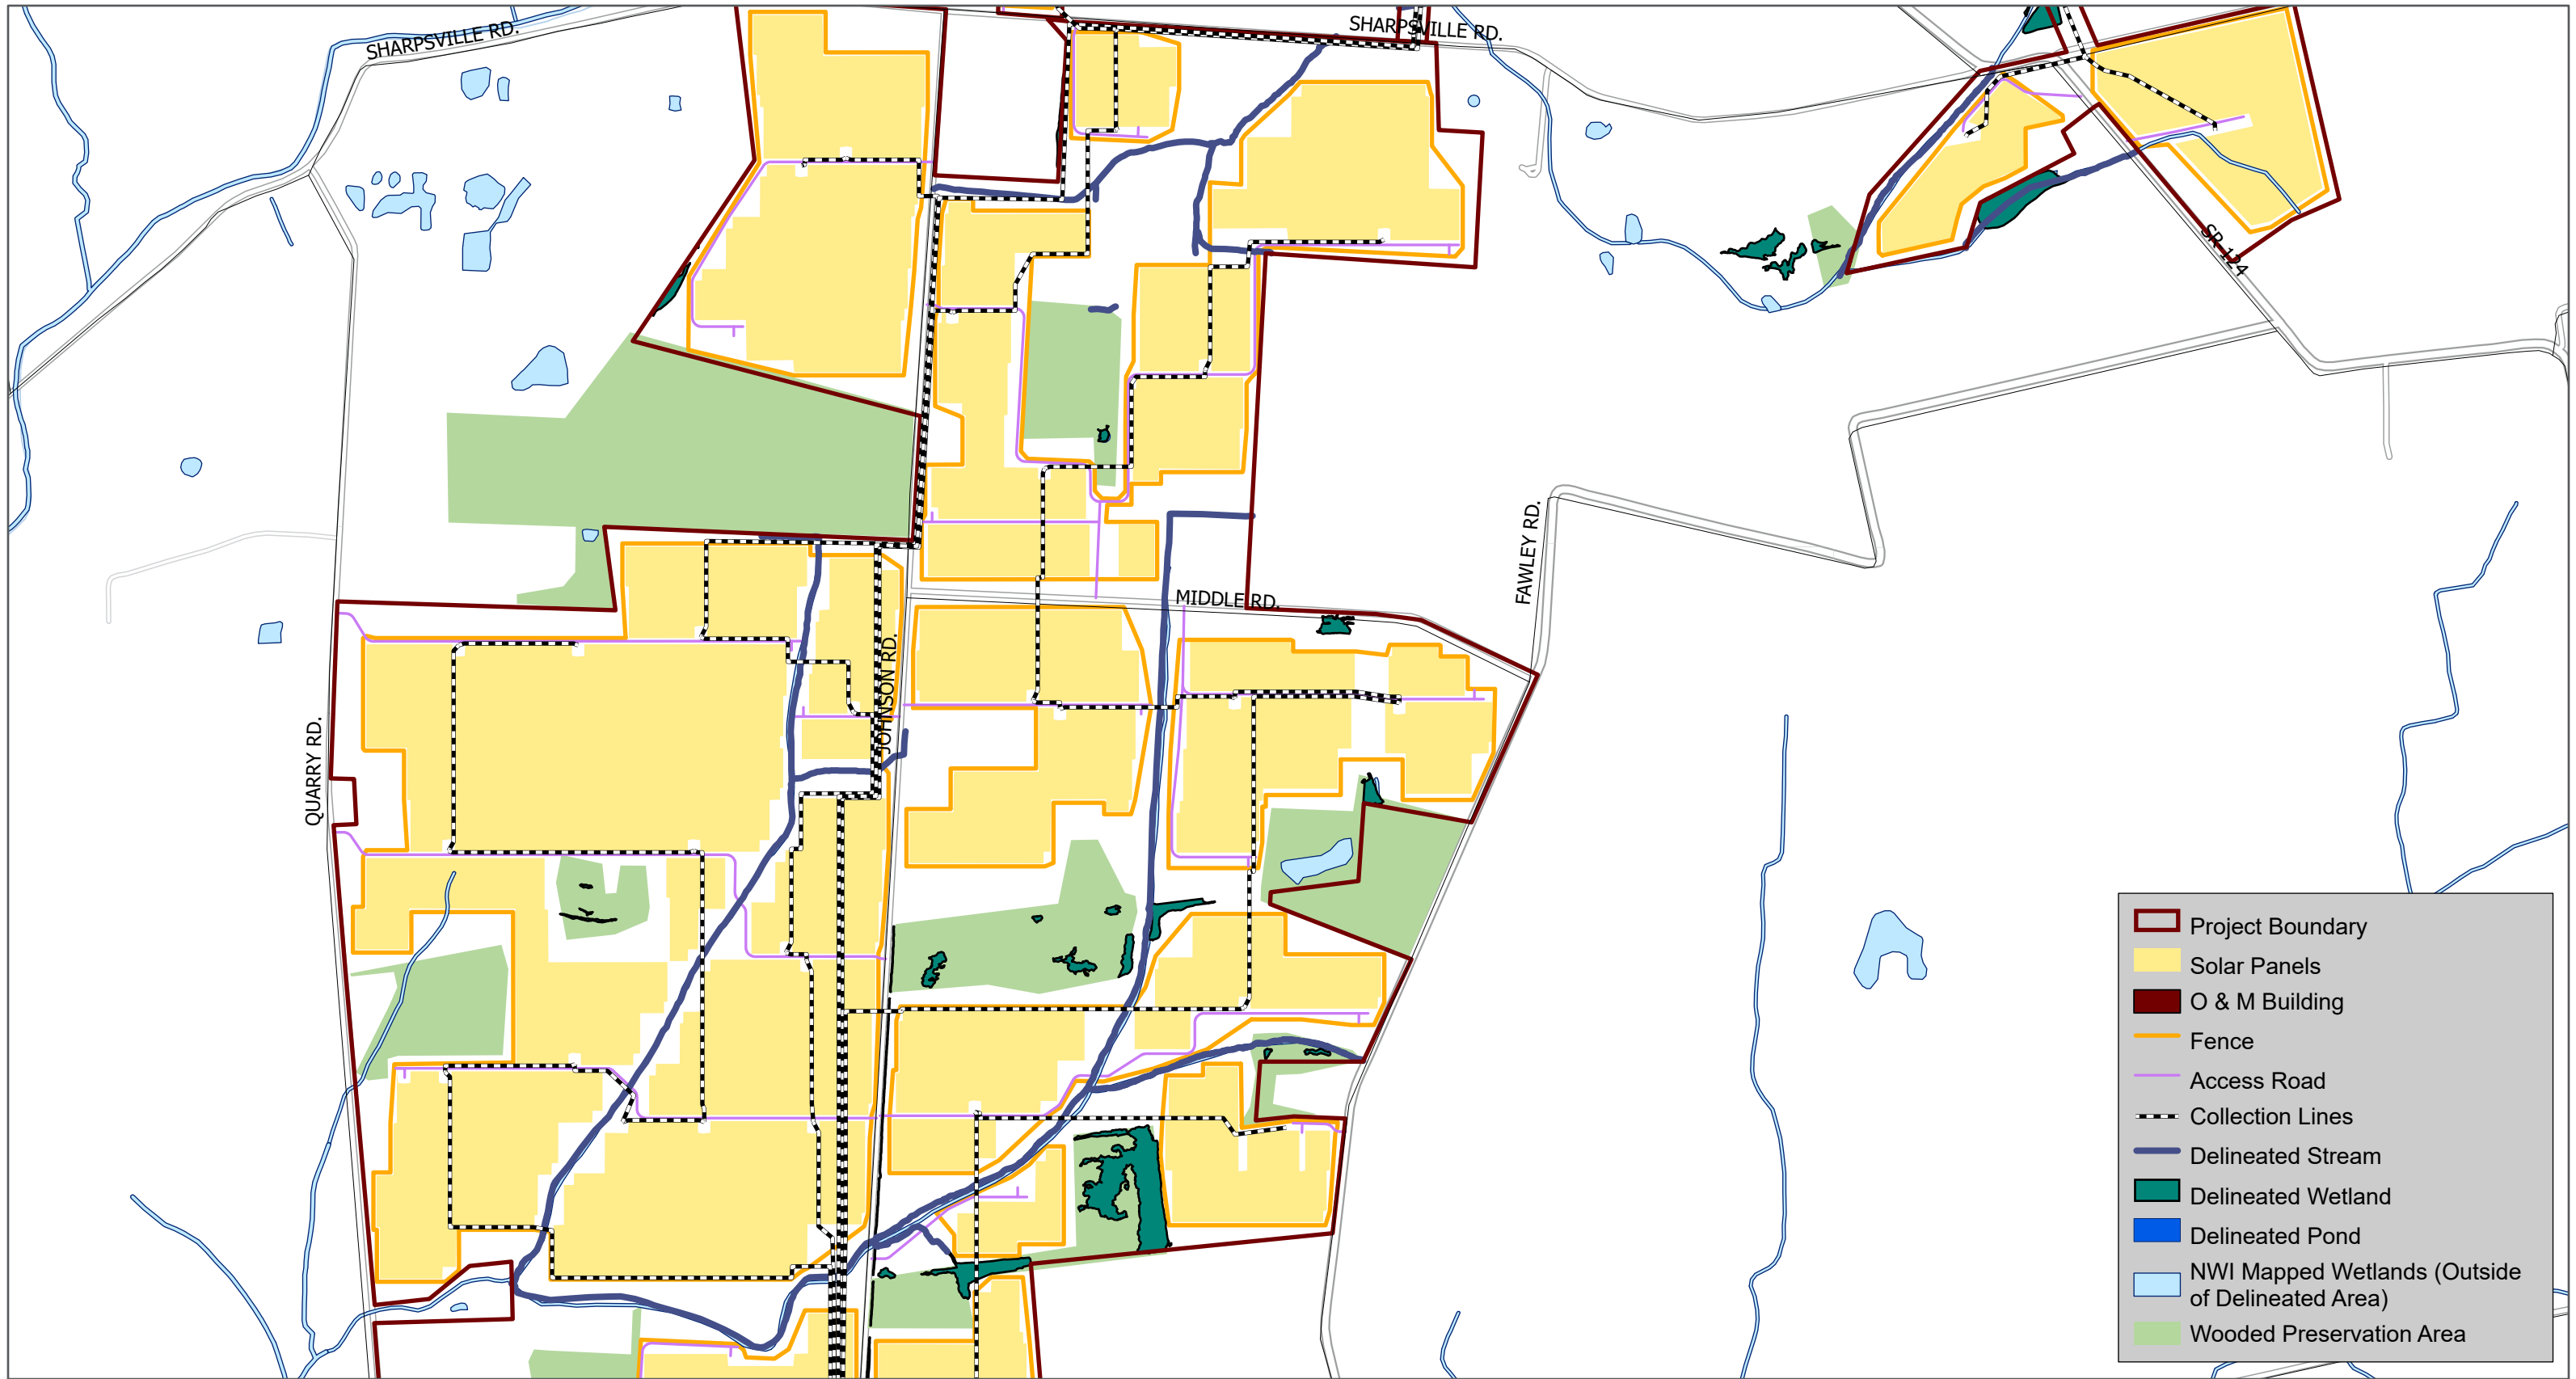 SHARPSVILLE RD.
SHARPSVILLE RD.
SR 124
FAWLEY RD.
MIDDLE RD.
JOHNSON RD.
QUARRY RD.
Project Boundary
Solar Panels
O & M Building
Fence
Access Road
Collection Lines
Delineated Stream
Delineated Wetland
Delineated Pond
NWI Mapped Wetlands (Outside
of Delineated Area)
Wooded Preservation Area